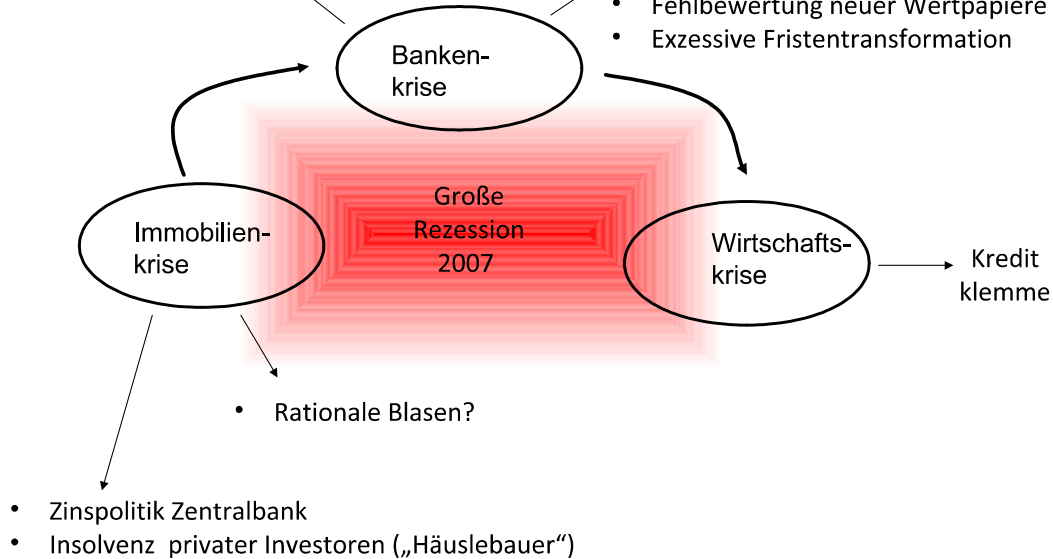 • Fehlbewertung neuer Wertpapiere
• Exzessive Fristentransformation
Banken-
krise
Große
Rezession
2007
Immobilien-
krise
Wirtschafts-
krise
Kredit
klemme
• Rationale Blasen?
• Zinspolitik Zentralbank
• Insolvenz privater Investoren („Häuslebauer“)